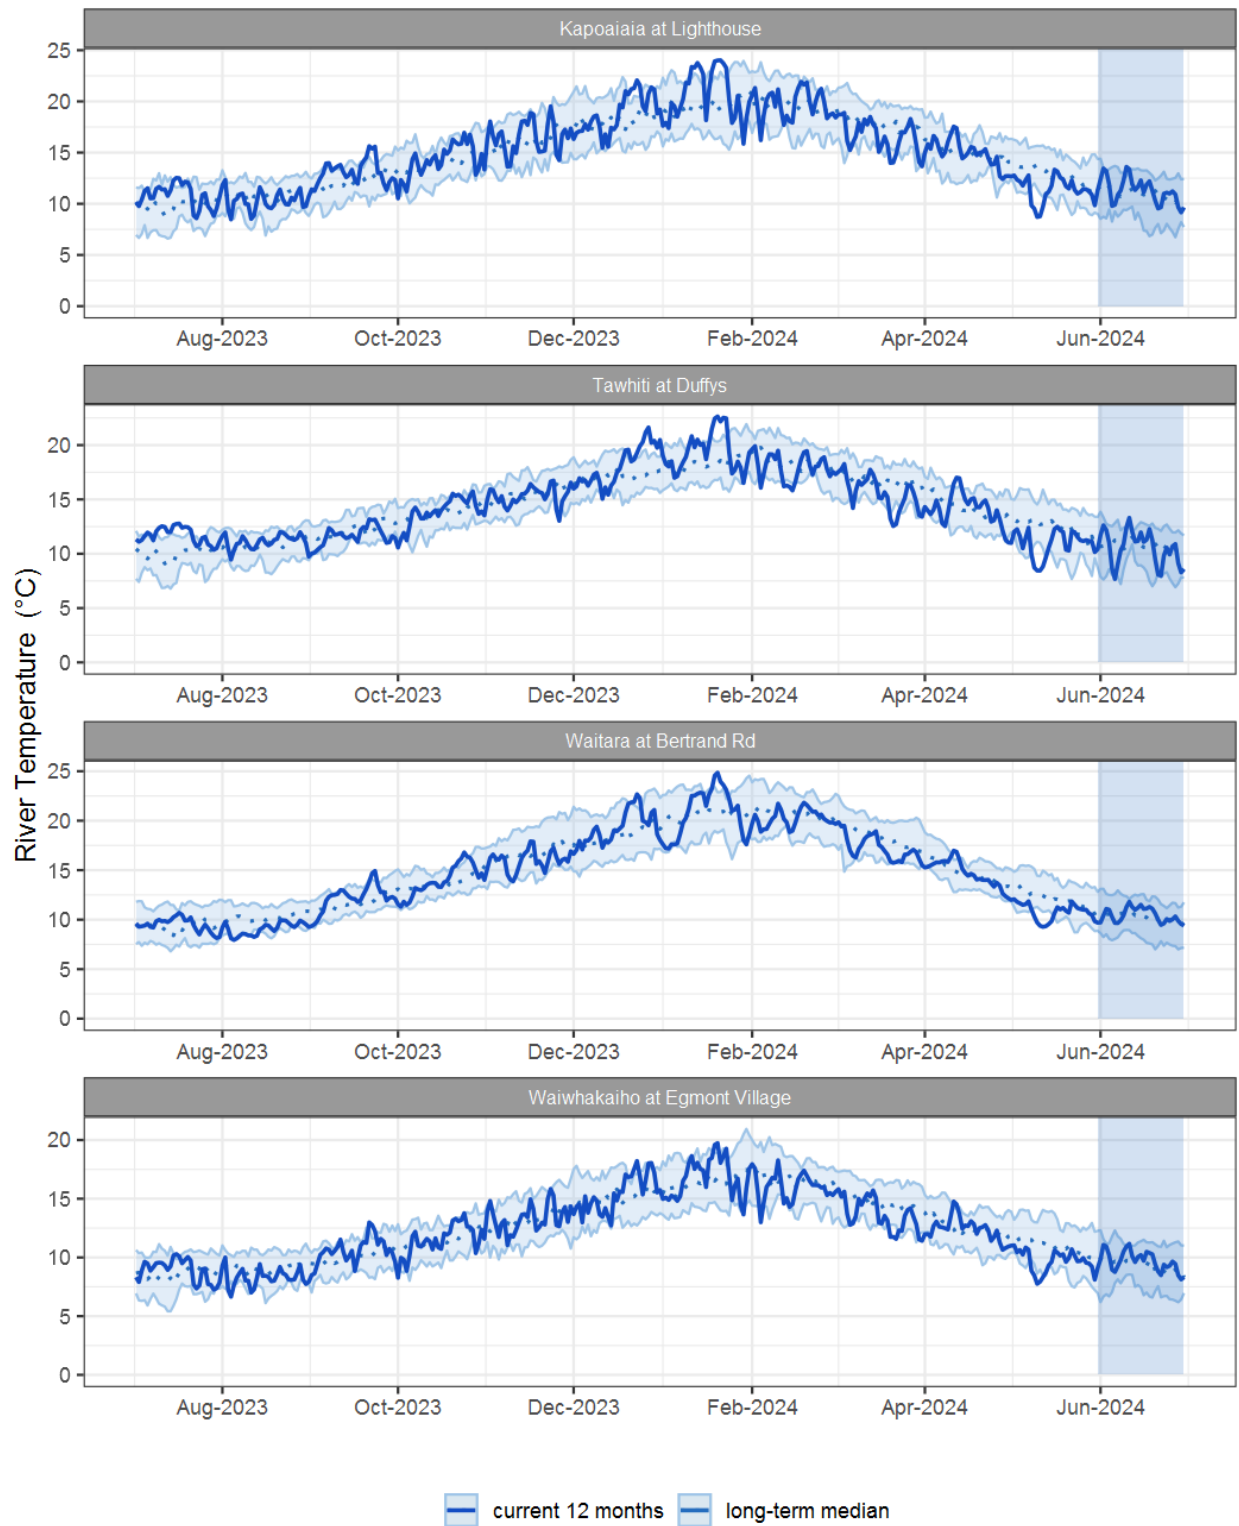 Kapoaiaia at Lighthouse
25
20
15
10
5
0
Aug-2023 Oct-2023 Dec-2023 Feb-2024 Apr-2024 Jun-2024
Tawhiti at Duffys
20
15
10
5
0
Aug-2023 Oct-2023 Dec-2023 Feb-2024 Apr-2024 Jun-2024
River Temperature (°C)
Waitara at Bertrand Rd
25
20
15
10
5
0
Aug-2023 Oct-2023 Dec-2023 Feb-2024 Apr-2024 Jun-2024
Waiwhakaiho at Egmont Village
20
15
10
5
0
Aug-2023 Oct-2023 Dec-2023 Feb-2024 Apr-2024 Jun-2024
current 12 months long-term median